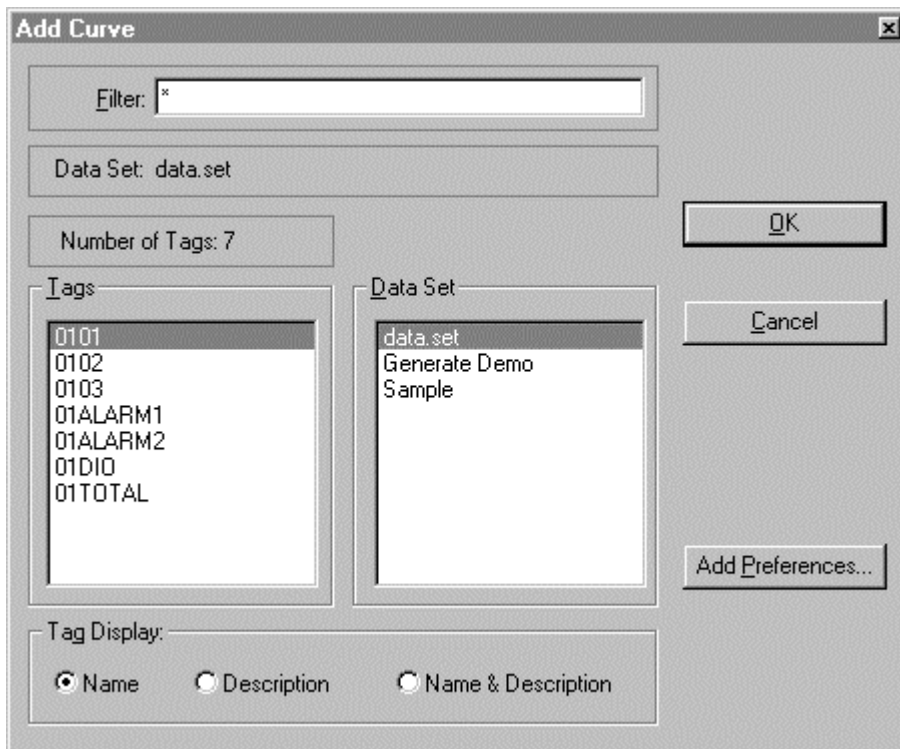 Add Curve
Filter: *
Data Set: data.set
Number of Tags: 7
OK
Tags
Data Set
Cancel
0101
0102
0103
01ALARM1
01ALARM2
01DIO
01TOTAL
data.set
Generate Demo
Sample
Add Preferences...
Tag Display:
Name Description Name & Description